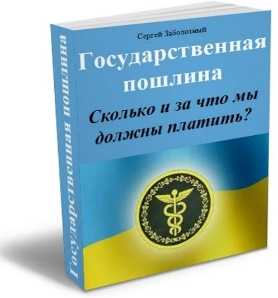 Сергей Заболотный
Государственная
пошлина
Сколько и за что мы
должны платить?
Государственная пошлина